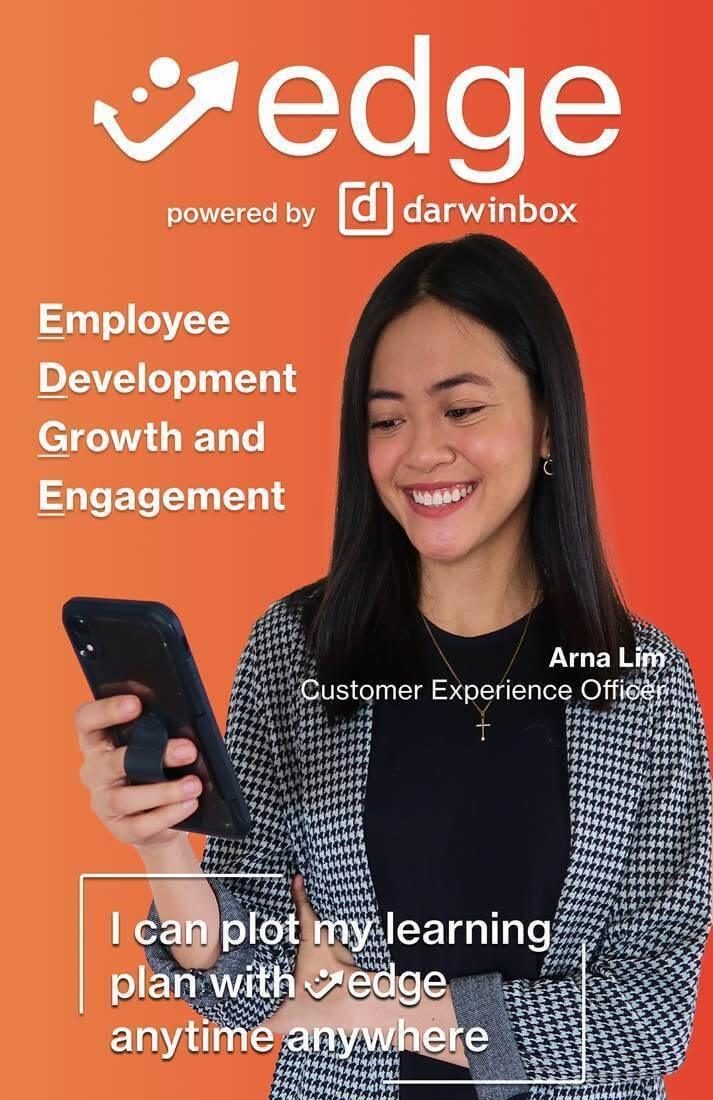 edge
powered by darwinbox
Employee
Development
Growth and
Engagement
Arna Lim
Customer Experience Officer
I can plot my learning
plan with edge
anytime anywhere